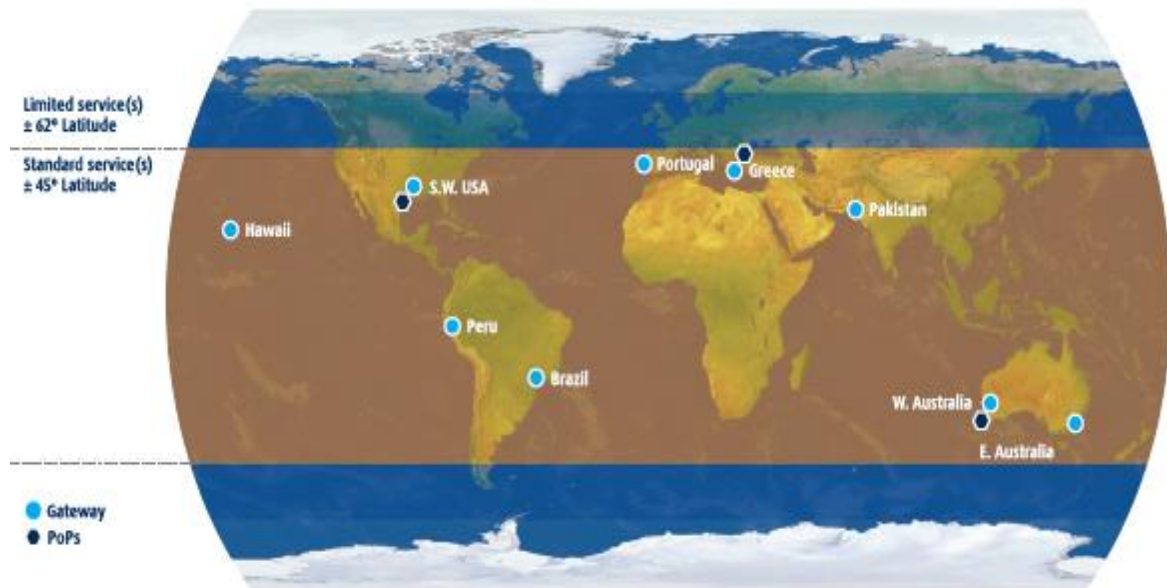 Limited service(s)
± 62° Latitude
Standard service(s)
± 45° Latitude
Portugal
Greece
S.W. USA
Pakistan
Hawaii
Peru
Brazil
W. Australia
E. Australia
Gateway
PoPs